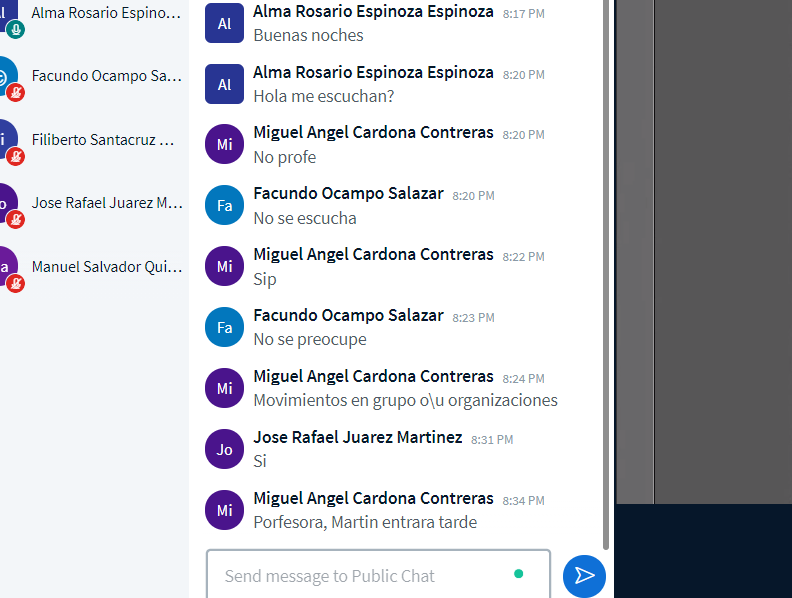 Al
Alma Rosario Espino...
Facundo Ocampo Sa...
Filiberto Santacruz ...
Jose Rafael Juarez M...
Manuel Salvador Qui...
Al
Alma Rosario Espinoza Espinoza 8:17 PM
Buenas noches
Al
Alma Rosario Espinoza Espinoza 8:20 PM
Hola me escuchan?
Mi
Miguel Angel Cardona Contreras 8:20 PM
No profe
Fa
Facundo Ocampo Salazar 8:20 PM
No se escucha
Mi
Miguel Angel Cardona Contreras 8:22 PM
Sip
Fa
Facundo Ocampo Salazar 8:23 PM
No se preocupe
Mi
Miguel Angel Cardona Contreras 8:24 PM
Movimientos en grupo o\u organizaciones
Jo
Jose Rafael Juarez Martinez 8:31 PM
Si
Mi
Miguel Angel Cardona Contreras 8:34 PM
Porfesora, Martin entrara tarde
Send message to Public Chat